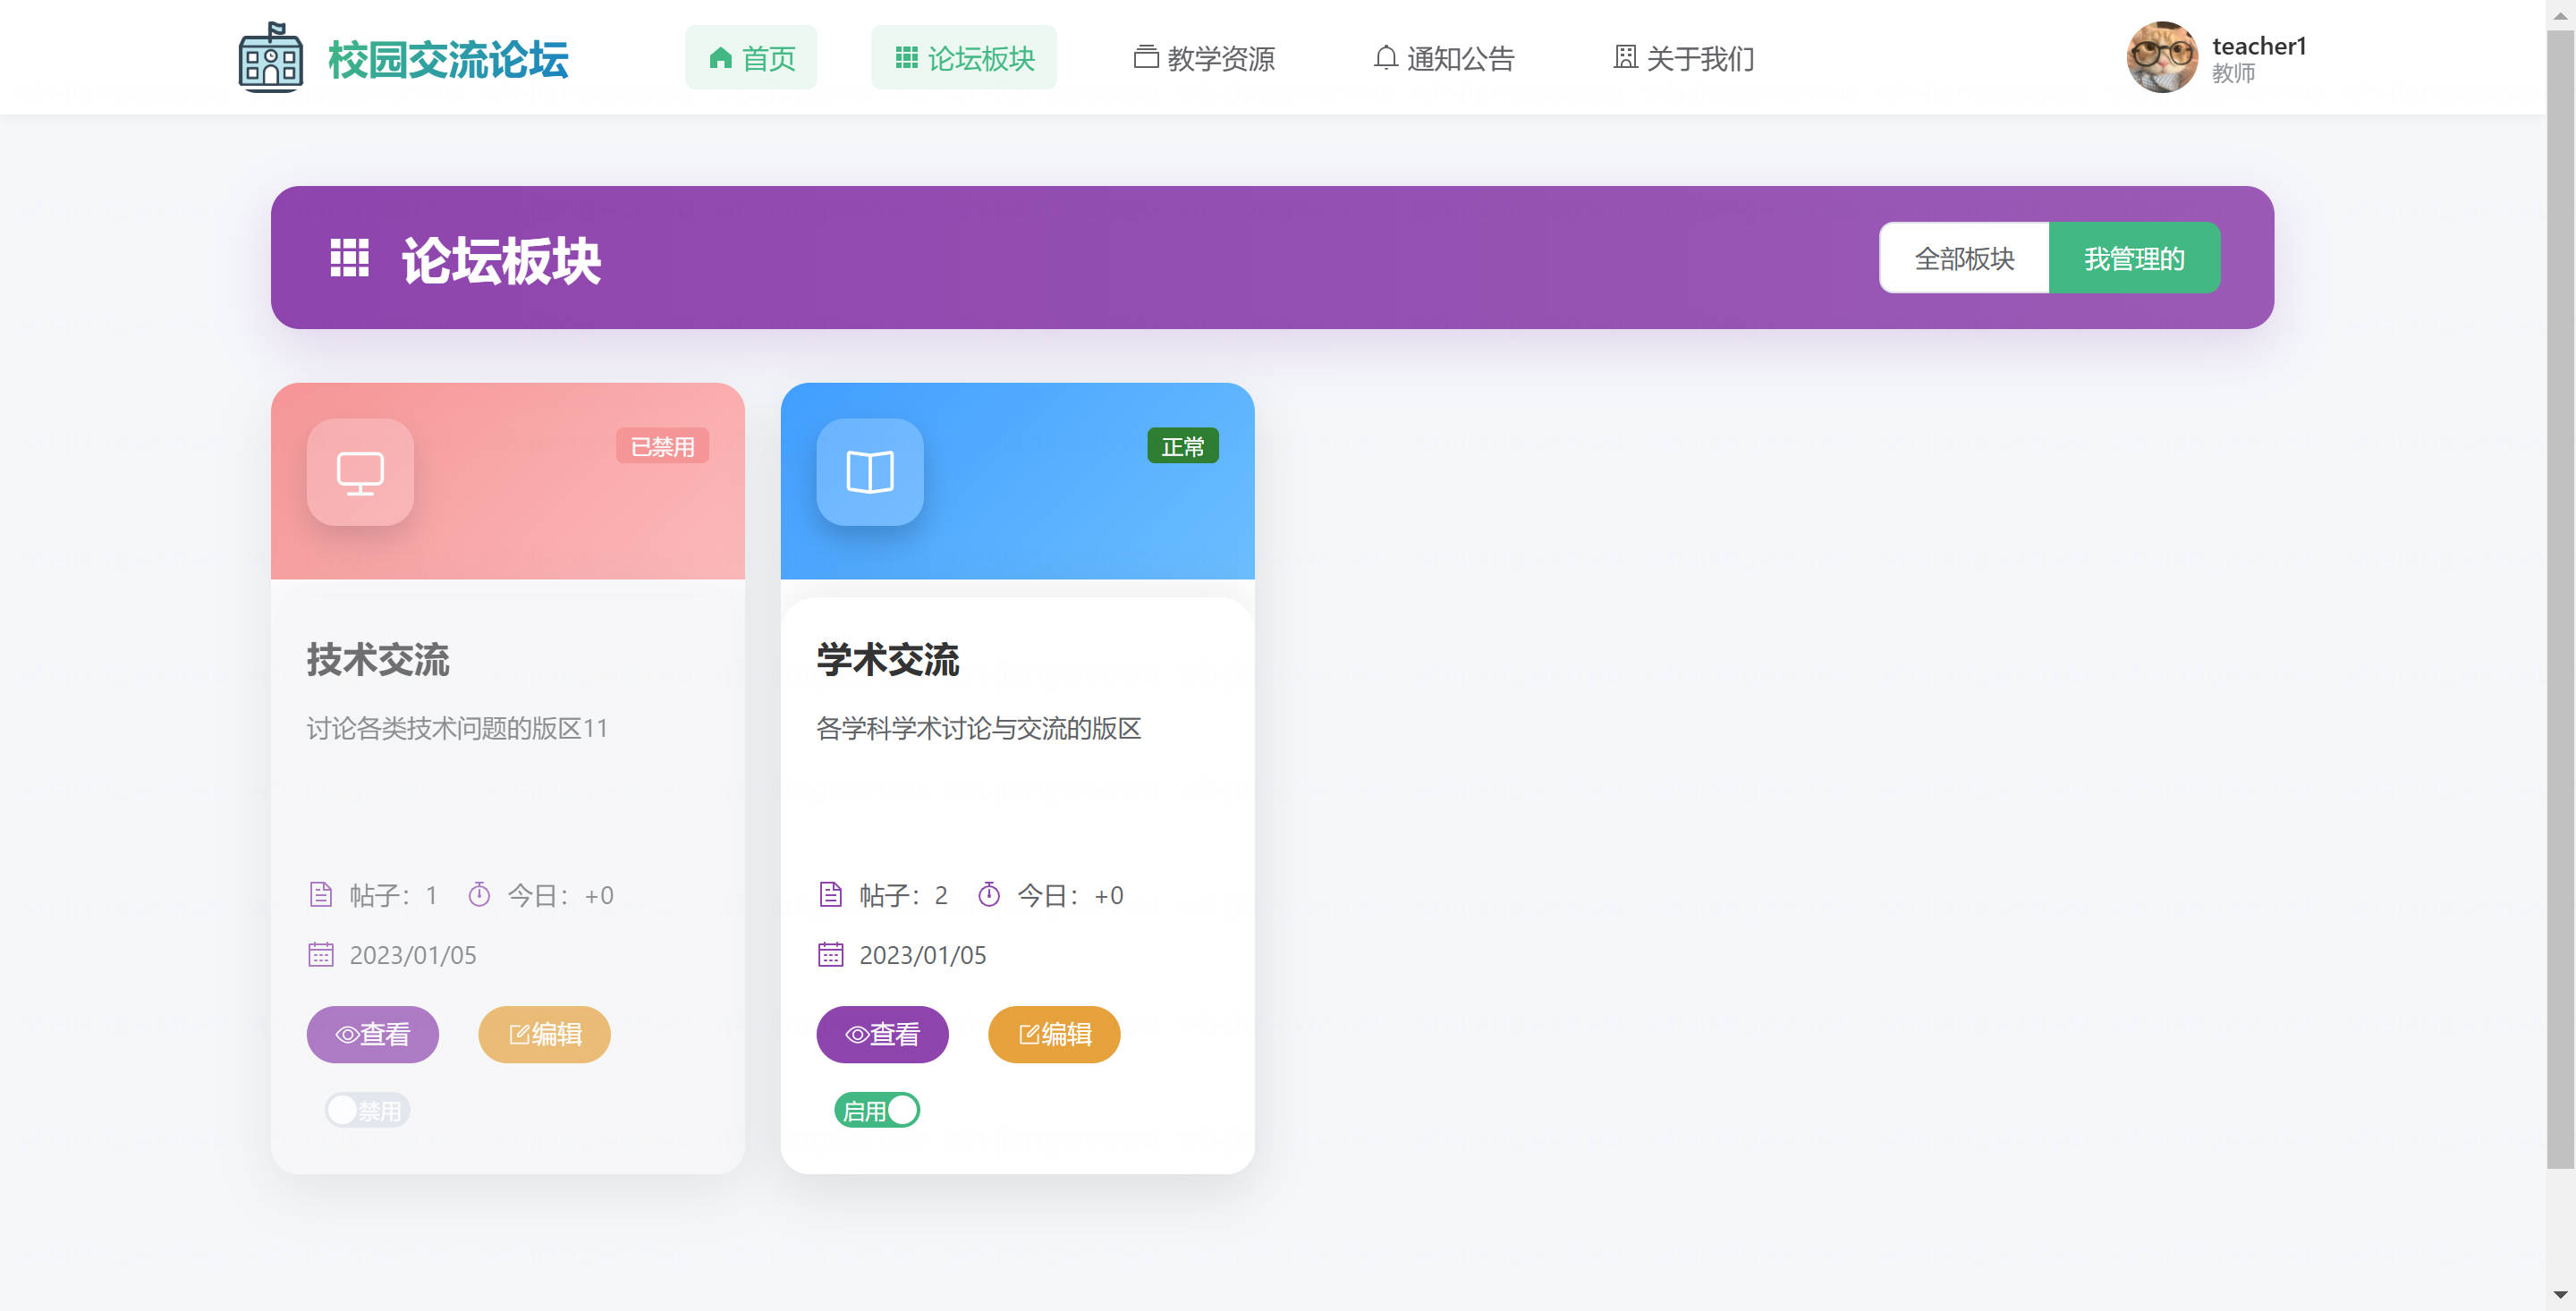 校园交流论坛
首页
论坛板块
教学资源
通知公告
关于我们
teacher1
教师
论坛板块
全部板块
我管理的
已禁用
技术交流
讨论各类技术问题的版区11
帖子：1 今日：+0
2023/01/05
查看
编辑
禁用
正常
学术交流
各学科学术讨论与交流的版区
帖子：2 今日：+0
2023/01/05
查看
编辑
启用